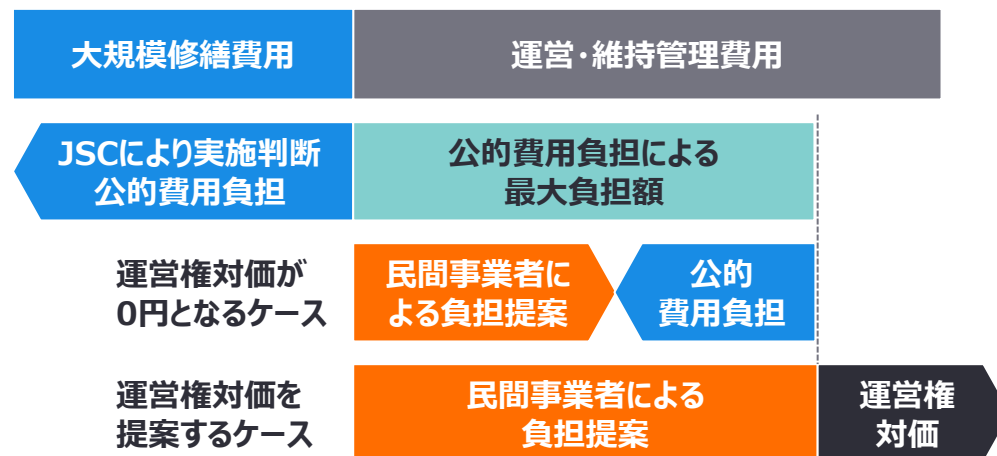 大規模修繕費用
運営・維持管理費用
JSCにより実施判断
公的費用負担
公的費用負担による
最大負担額
運営権対価が
0円となるケース
民間事業者に
よる負担提案
公的
費用負担
運営権対価を
提案するケース
民間事業者による
負担提案
運営権
対価